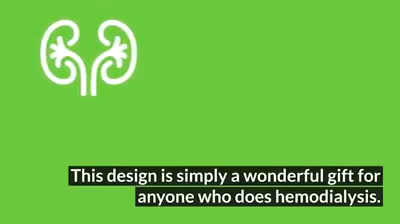 This design is simply a wonderful gift for
anyone who does hemodialysis.